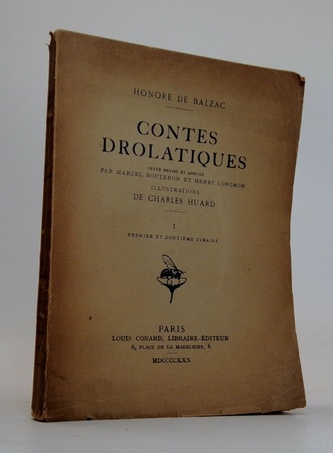 HONORÉ DE BALZAC
CONTES
DROLATIQUES
TEXTE REVISÉ ET ANNOTÉ
PAR MARCEL BOUTERON ET HENRI LONGNON
ILLUSTRATIONS
DE CHARLES HUARD
I
PREMIER ET DEUXIÈME DIXAINS
PARIS
LOUIS CONARD, LIBRAIRE-ÉDITEUR
6, PLACE DE LA MADELEINE, 6
MDCCCCXXX